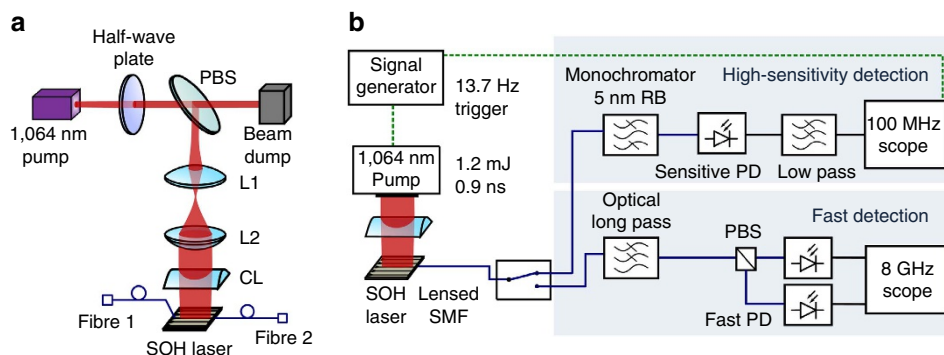 a
Half-wave
plate
PBS
1,064 nm
pump
Beam
dump
L1
L2
CL
Fibre 1
Fibre 2
SOH laser
b
Signal
generator
13.7 Hz
trigger
1,064 nm
Pump
1.2 mJ
0.9 ns
SOH
laser
Lensed
SMF
Monochromator
5 nm RB
High-sensitivity detection
Sensitive PD
Low pass
100 MHz
scope
Optical
long pass
Fast detection
PBS
Fast PD
8 GHz
scope